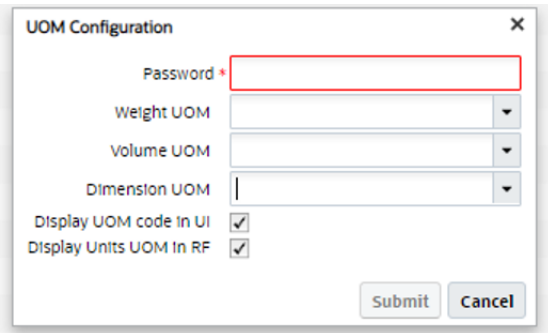 UOM Configuration ×
Password *
Weight UOM
Volume UOM
Dimension UOM
Display UOM code in UI
Display Units UOM in RF
Submit Cancel